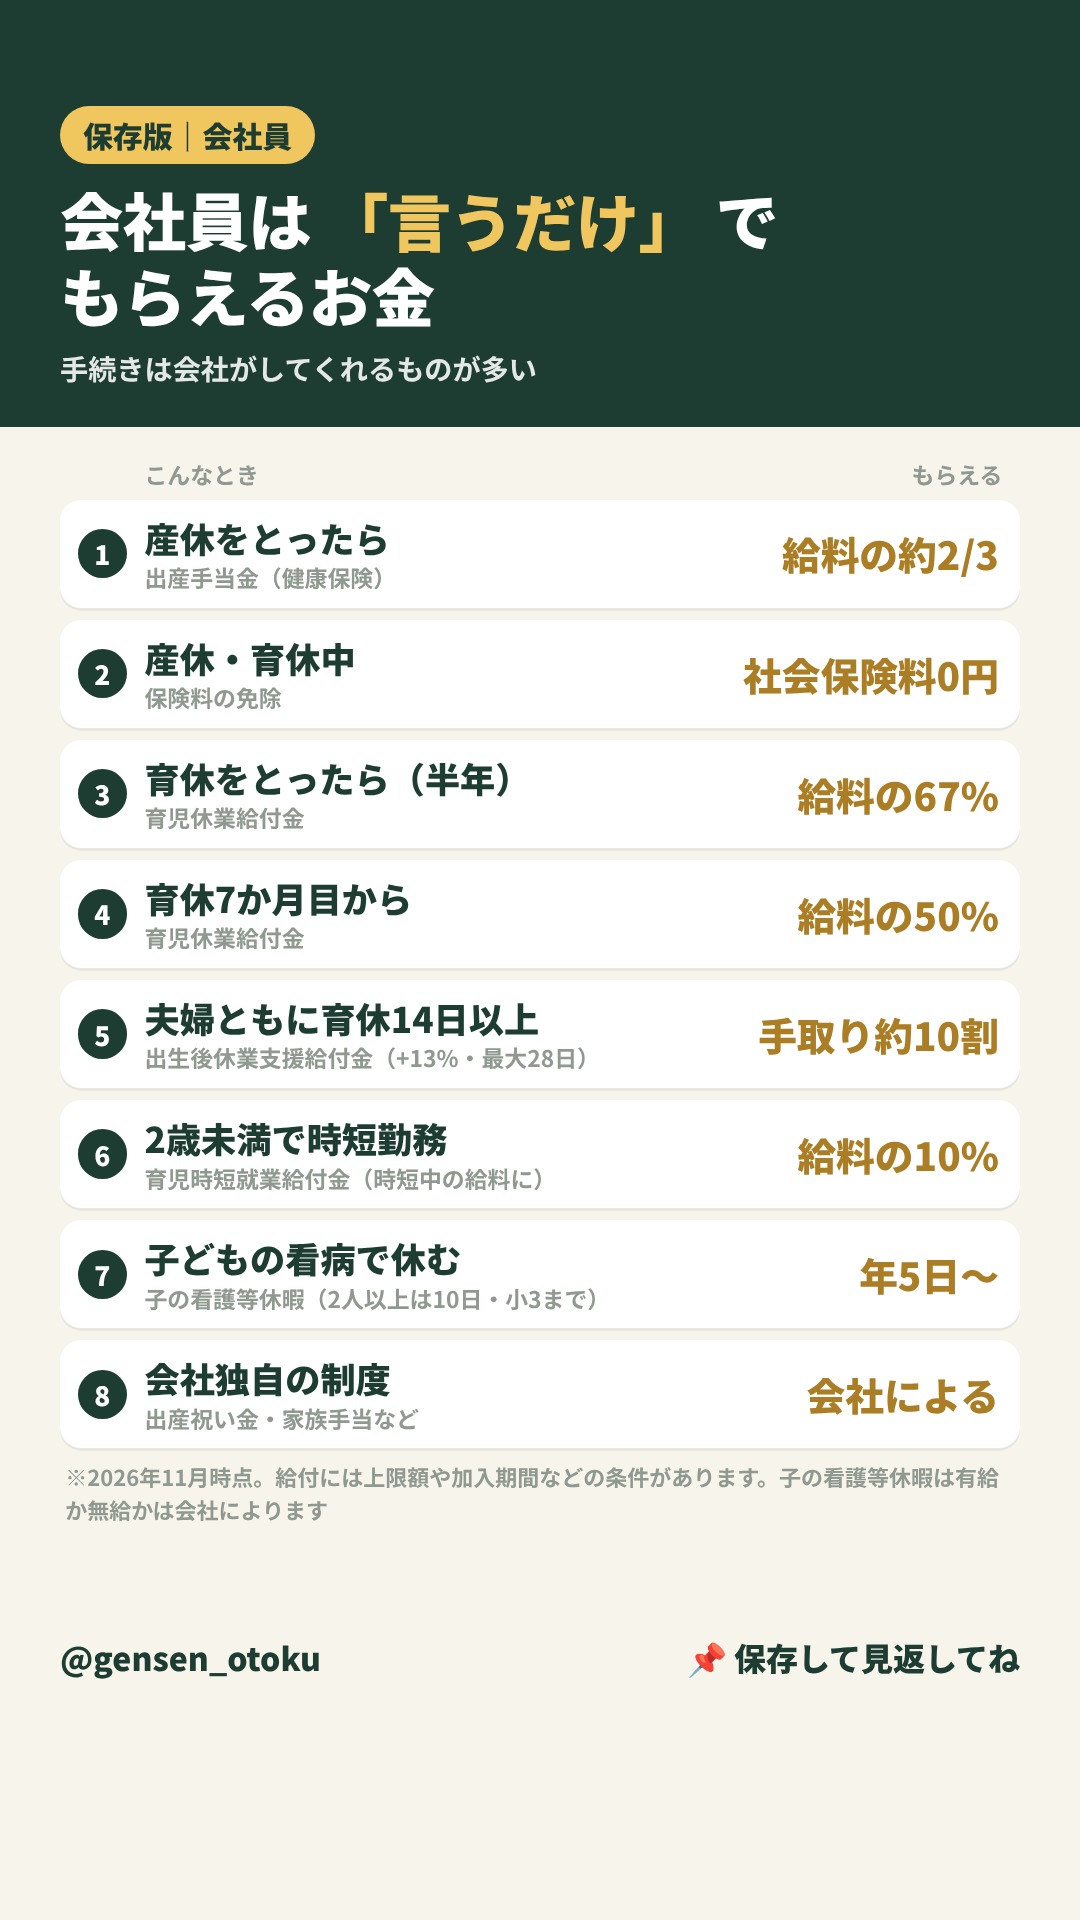 保存版｜会社員
会社員は「言うだけ」で
もらえるお金
手続きは会社がしてくれるものが多い
こんなとき もらえる
1 産休をとったら 給料の約2/3
出産手当金（健康保険）
2 産休・育休中 社会保険料0円
保険料の免除
3 育休をとったら（半年） 給料の67%
育児休業給付金
4 育休7か月目から 給料の50%
育児休業給付金
5 夫婦ともに育休14日以上 手取り約10割
出生後休業支援給付金（+13%・最大28日）
6 2歳未満で時短勤務 給料の10%
育児時短就業給付金（時短中の給料に）
7 子どもの看病で休む 年5日〜
子の看護等休暇（2人以上は10日・小3まで）
8 会社独自の制度 会社による
出産祝い金・家族手当など
※2026年11月時点。給付には上限額や加入期間などの条件があります。子の看護等休暇は有給
か無給かは会社によります
@gensen_otoku 📌 保存して見返してね